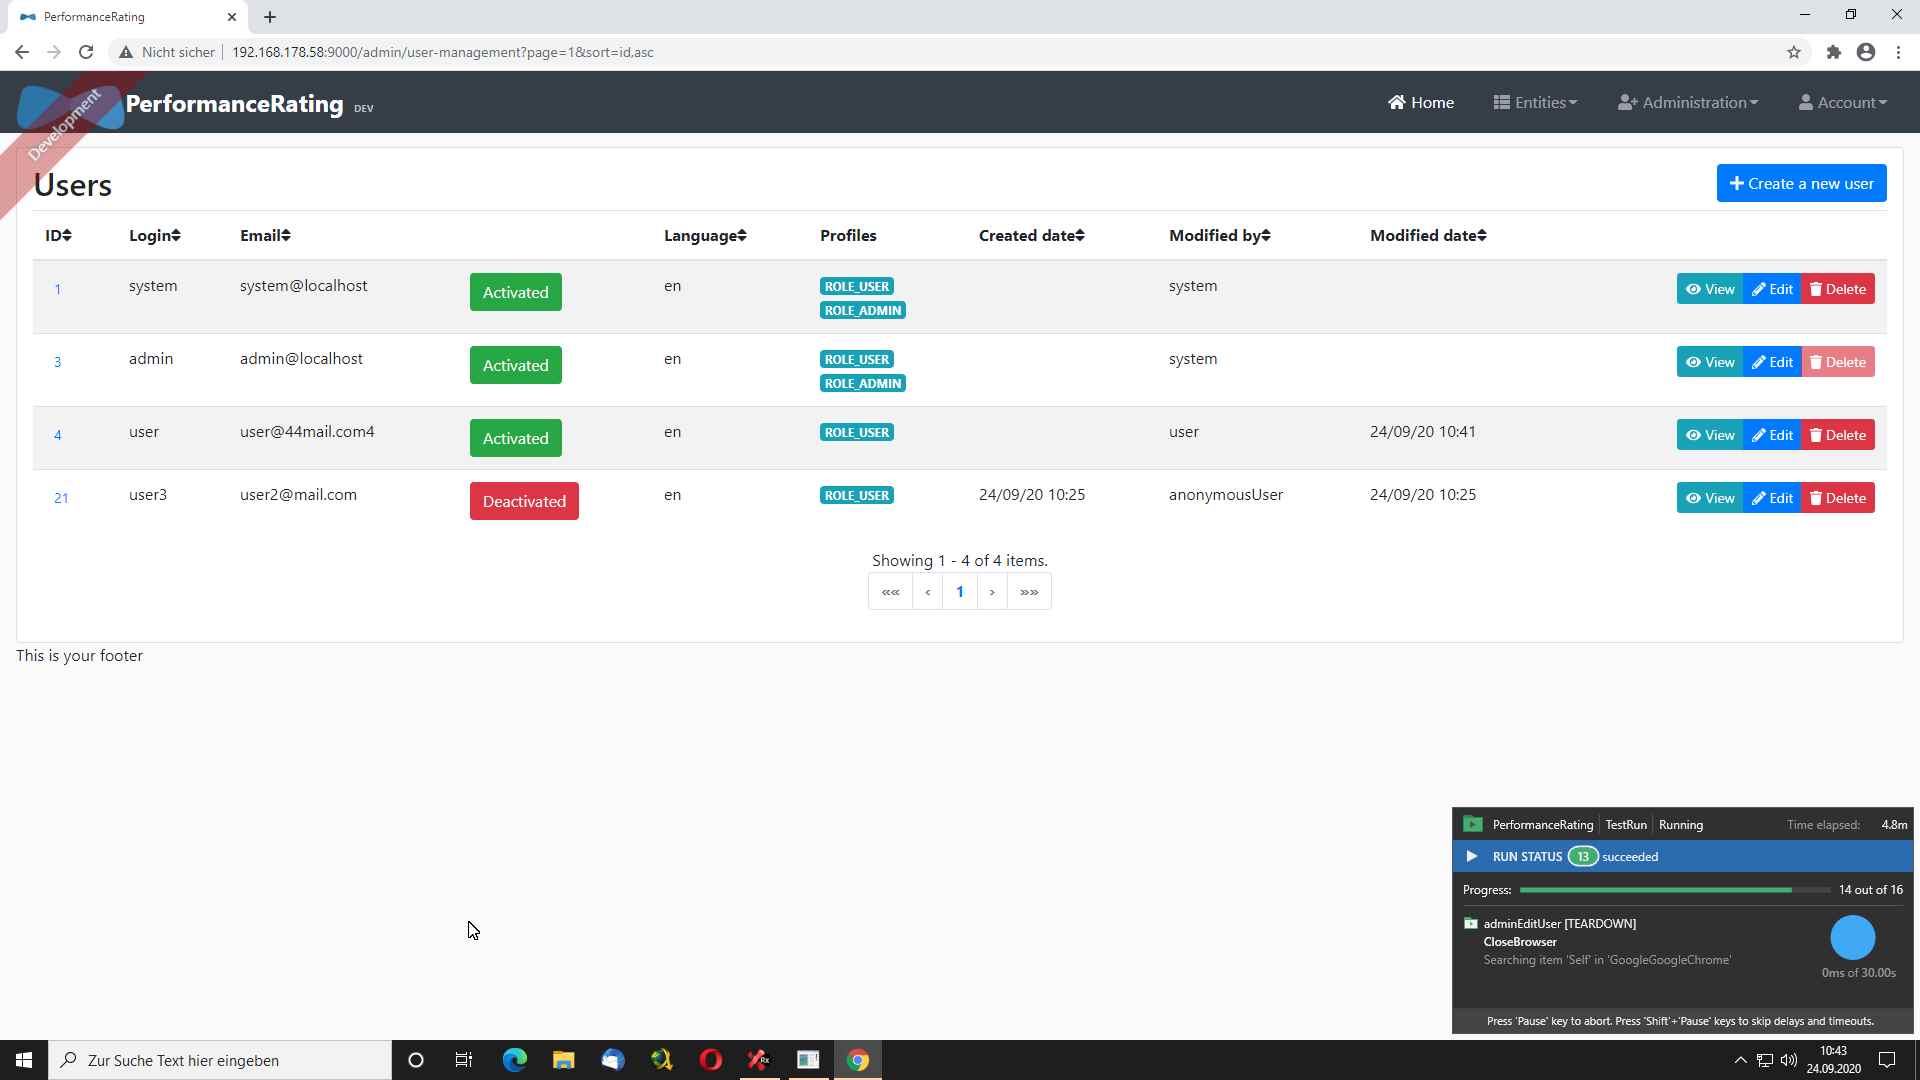 PerformanceRating
Nicht sicher 192.168.178.58:9000/admin/user-management?page=1&sort=id,asc
Development
PerformanceRating DEV Home Entities Administration Account
Users Create a new user
ID Login Email Language Profiles Created date Modified by Modified date
1 system system@localhost Activated en ROLE_USER system View Edit Delete
ROLE_ADMIN
3 admin admin@localhost Activated en ROLE_USER system View Edit Delete
ROLE_ADMIN
4 user user@44mail.com4 Activated en ROLE_USER user 24/09/20 10:41 View Edit Delete
21 user3 user2@mail.com Deactivated en ROLE_USER 24/09/20 10:25 anonymousUser 24/09/20 10:25 View Edit Delete
Showing 1 - 4 of 4 items.
«« ‹ 1 › »»
This is your footer
PerformanceRating TestRun Running Time elapsed: 4.8m
RUN STATUS 13 succeeded
Progress: 14 out of 16
adminEditUser [TEARDOWN]
CloseBrowser
Searching item 'Self' in 'GoogleGoogleChrome'
0ms of 30.00s
Press 'Pause' key to abort. Press 'Shift'+'Pause' keys to skip delays and timeouts.
Zur Suche Text hier eingeben
Rx
10:43
24.09.2020